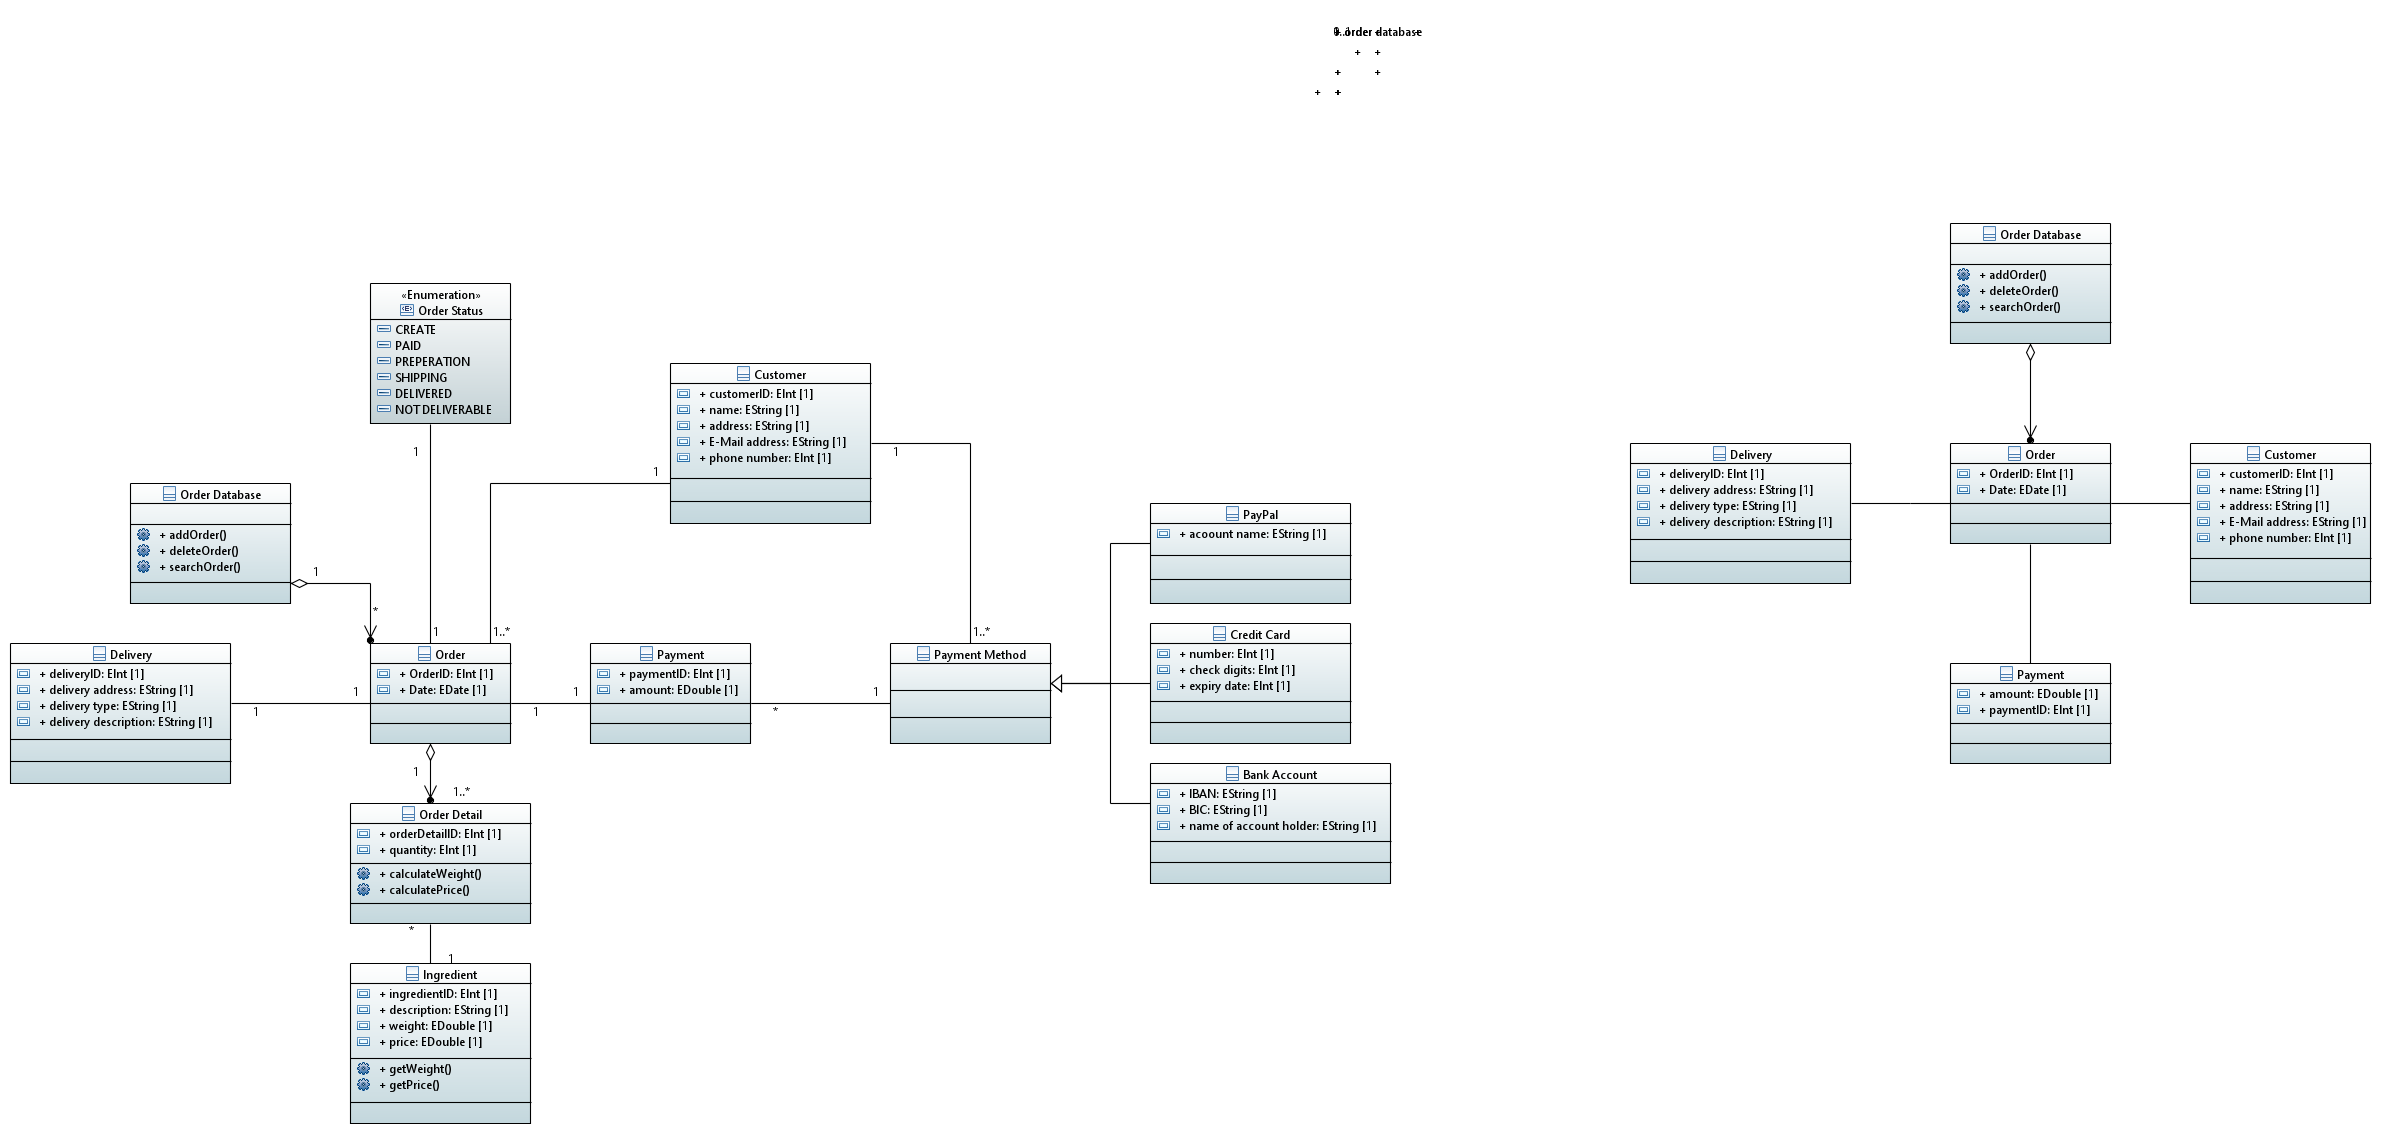 order database
+ +
+ +
+ +
«Enumeration»
Order Status
CREATE
PAID
PREPERATION
SHIPPING
DELIVERED
NOT DELIVERABLE
1
1
Customer
+ customerID: EInt [1]
+ name: EString [1]
+ address: EString [1]
+ E-Mail address: EString [1]
+ phone number: EInt [1]
1
1..*
1
1..*
Order Database
+ addOrder()
+ deleteOrder()
+ searchOrder()
1
*
Delivery
+ deliveryID: EInt [1]
+ delivery address: EString [1]
+ delivery type: EString [1]
+ delivery description: EString [1]
1
1
Order
+ OrderID: EInt [1]
+ Date: EDate [1]
1
1
Payment
+ paymentID: EInt [1]
+ amount: EDouble [1]
*
1
Payment Method
PayPal
+ acoount name: EString [1]
Credit Card
+ number: EInt [1]
+ check digits: EInt [1]
+ expiry date: EInt [1]
Bank Account
+ IBAN: EString [1]
+ BIC: EString [1]
+ name of account holder: EString [1]
1
1..*
Order Detail
+ orderDetailID: EInt [1]
+ quantity: EInt [1]
+ calculateWeight()
+ calculatePrice()
*
1
Ingredient
+ ingredientID: EInt [1]
+ description: EString [1]
+ weight: EDouble [1]
+ price: EDouble [1]
+ getWeight()
+ getPrice()
Order Database
+ addOrder()
+ deleteOrder()
+ searchOrder()
Delivery
+ deliveryID: EInt [1]
+ delivery address: EString [1]
+ delivery type: EString [1]
+ delivery description: EString [1]
Order
+ OrderID: EInt [1]
+ Date: EDate [1]
Customer
+ customerID: EInt [1]
+ name: EString [1]
+ address: EString [1]
+ E-Mail address: EString [1]
+ phone number: EInt [1]
Payment
+ amount: EDouble [1]
+ paymentID: EInt [1]